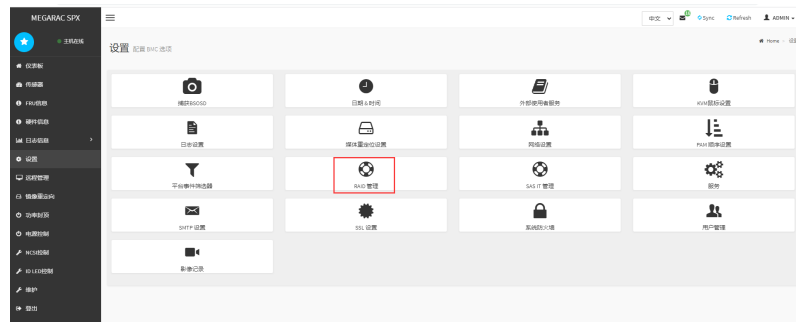 MEGARAC SPX
中文
Sync
Refresh
ADMIN
主机在线
设置 配置 BMC 选项
Home
仪表板
传感器
FRU信息
硬件信息
日志信息
设置
远程管理
镜像重定向
功率封顶
电源控制
NCSI控制
ID LED控制
维护
登出
捕获BSOSD
日期&时间
外部使用者服务
KVM鼠标设置
日志设置
媒体重定位设置
网络设置
PAM 顺序设置
平台事件筛选器
RAID 管理
SAS IT 管理
服务
SMTP 设置
SSL 设置
系统防火墙
用户管理
影像记录